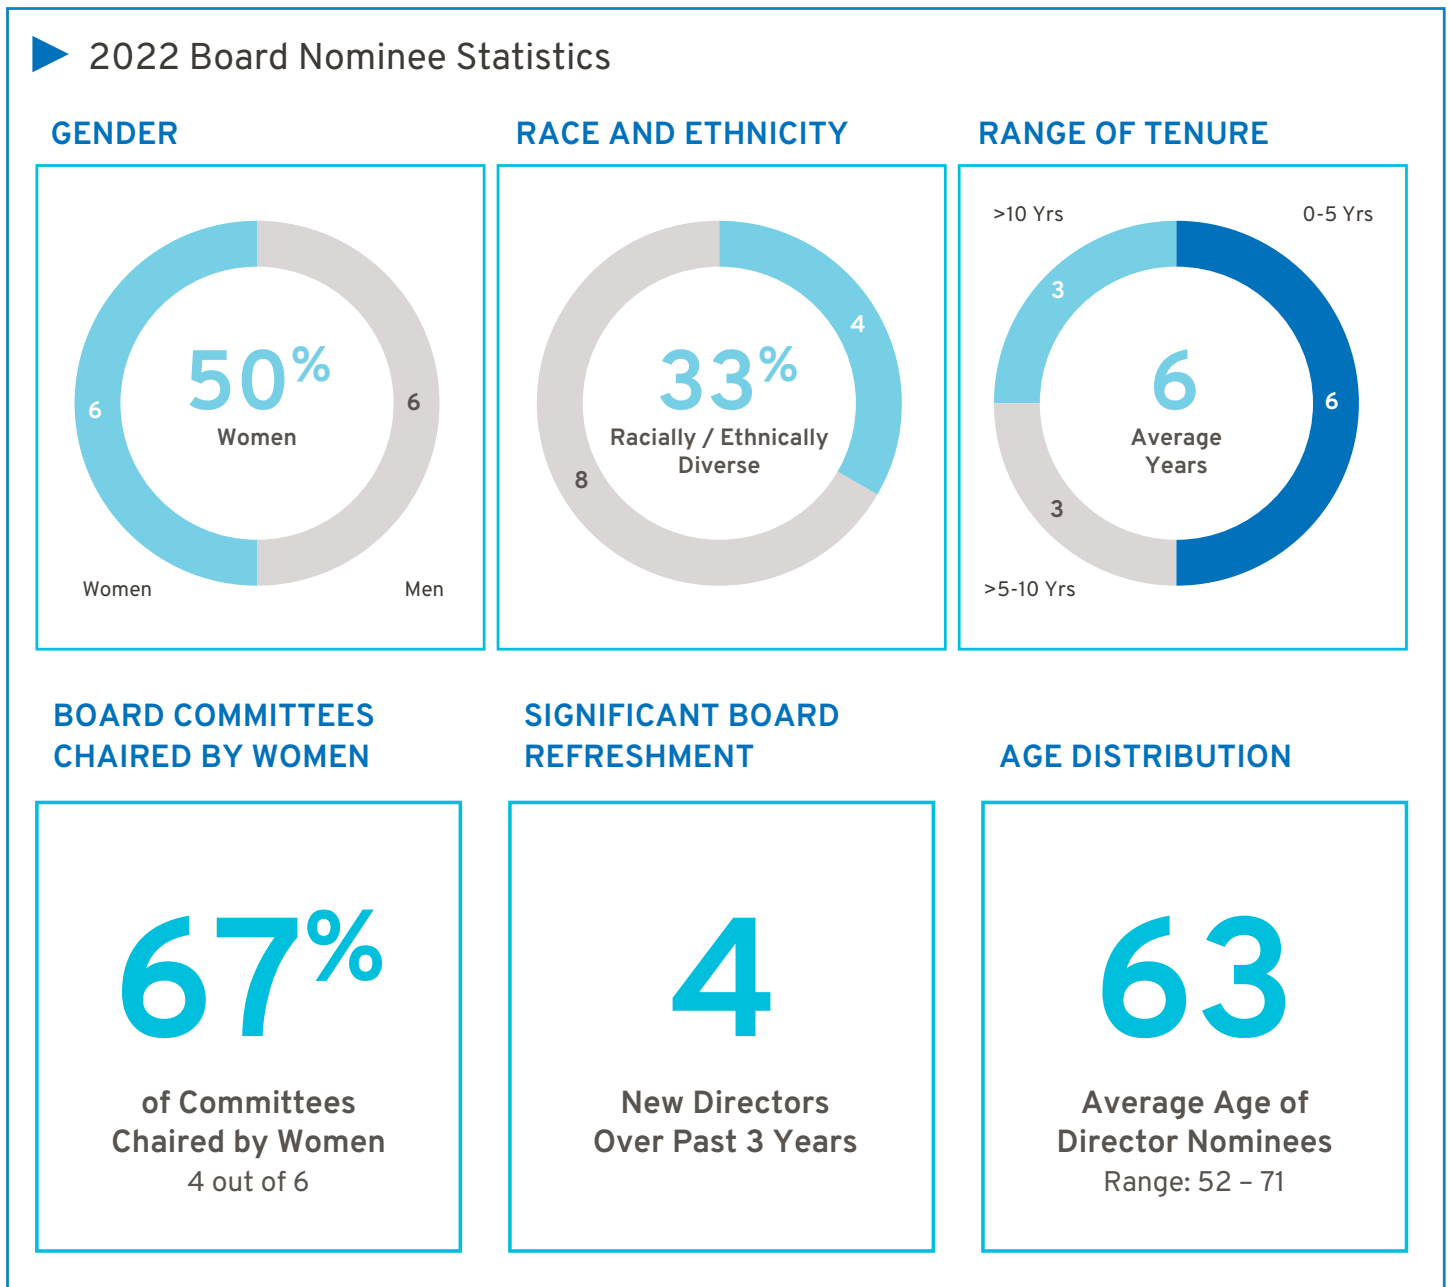 2022 Board Nominee Statistics
GENDER
6
50%
Women
6
Women
Men
RACE AND ETHNICITY
4
33%
Racially / Ethnically
Diverse
8
RANGE OF TENURE
>10 Yrs
0-5 Yrs
3
6
Average
Years
6
3
>5-10 Yrs
BOARD COMMITTEES
CHAIRED BY WOMEN
67%
of Committees
Chaired by Women
4 out of 6
SIGNIFICANT BOARD
REFRESHMENT
4
New Directors
Over Past 3 Years
AGE DISTRIBUTION
63
Average Age of
Director Nominees
Range: 52 – 71